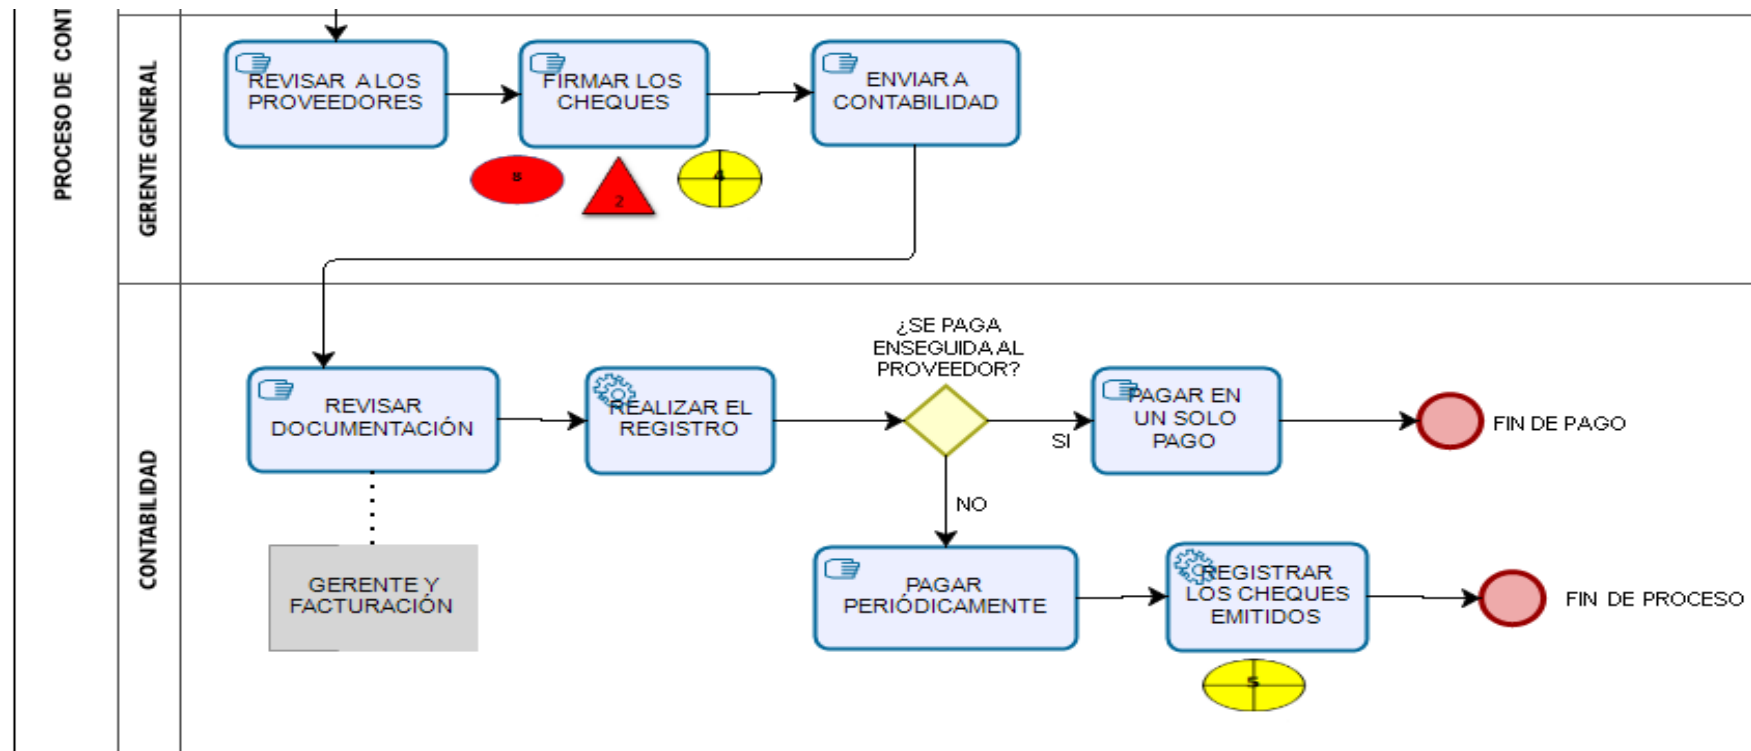 PROCESO DE CONT
GERENTE GENERAL
REVISAR A LOS
PROVEEDORES
FIRMAR LOS
CHEQUES
ENVIAR A
CONTABILIDAD
8
2
4
CONTABILIDAD
¿SE PAGA
ENSEGUIDA AL
PROVEEDOR?
REVISAR
DOCUMENTACIÓN
REALIZAR EL
REGISTRO
SI
PAGAR EN
UN SOLO
PAGO
FIN DE PAGO
NO
GERENTE Y
FACTURACIÓN
PAGAR
PERIÓDICAMENTE
REGISTRAR
LOS CHEQUES
EMITIDOS
FIN DE PROCESO
5